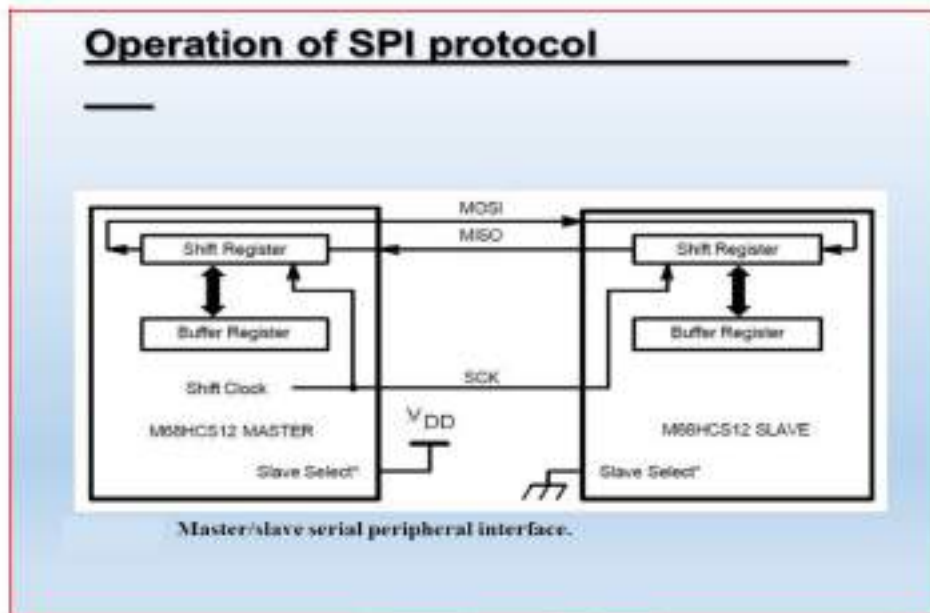 Operation of SPI protocol
MOSI
MISO
Shift Register
Shift Register
Buffer Register
Buffer Register
Shift Clock
SCK
VDD
M68HCS12 MASTER
M68HCS12 SLAVE
Slave Select*
Slave Select*
Master/slave serial peripheral interface.